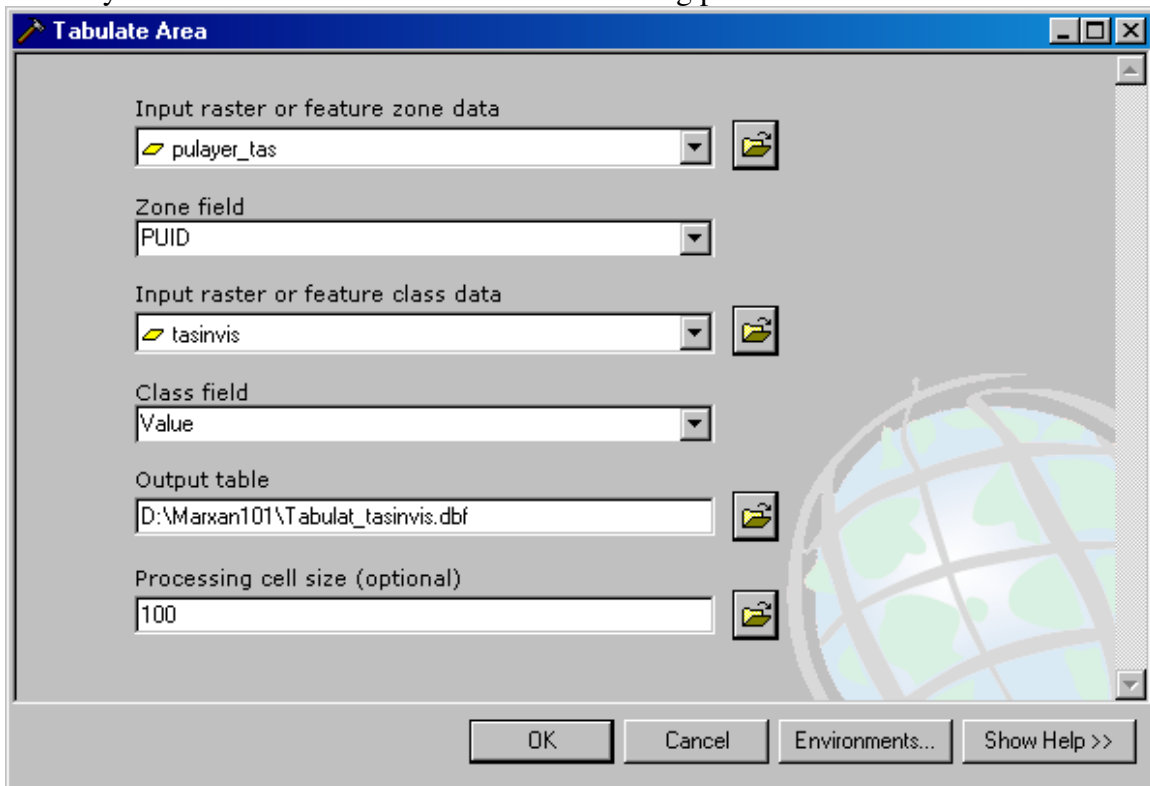 Tabulate Area
Input raster or feature zone data
pulayer_tas
Zone field
PUID
Input raster or feature class data
tasinvis
Class field
Value
Output table
D:\Marxan101\Tabulat_tasinvis.dbf
Processing cell size (optional)
100
OK Cancel Environments... Show Help >>